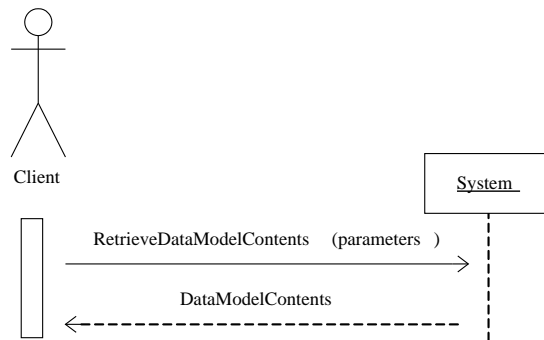 Client
System
RetrieveDataModelContents (parameters )
DataModelContents